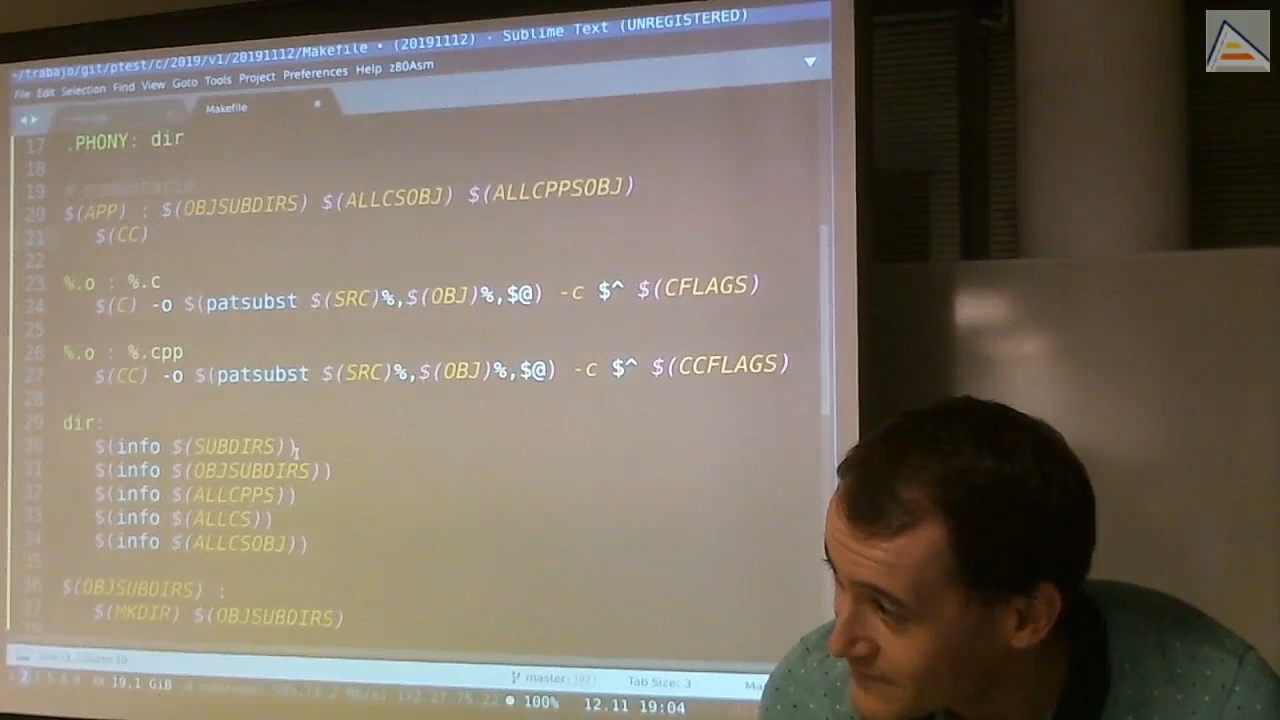 ~/trabajo/git/ptest/c/2019/v1/20191112/Makefile • (20191112) - Sublime Text (UNREGISTERED)
File Edit Selection Find View Goto Tools Project Preferences Help z80Asm
Makefile
17 .PHONY: dir
18
19 # comentario
20 $(APP) : $(OBJSUBDIRS) $(ALLCSOBJ) $(ALLCPPSOBJ)
21 $(CC)
22
23 %.o : %.c
24 $(C) -o $(patsubst $(SRC)%,$(OBJ)%,$@) -c $^ $(CFLAGS)
25
26 %.o : %.cpp
27 $(CC) -o $(patsubst $(SRC)%,$(OBJ)%,$@) -c $^ $(CCFLAGS)
28
29 dir:
30 $(info $(SUBDIRS))
31 $(info $(OBJSUBDIRS))
32 $(info $(ALLCPPS))
33 $(info $(ALLCS))
34 $(info $(ALLCSOBJ))
35
36 $(OBJSUBDIRS) :
37 $(MKDIR) $(OBJSUBDIRS)
master Tab Size: 3
19.1 GiB 100% 12.11 19:04